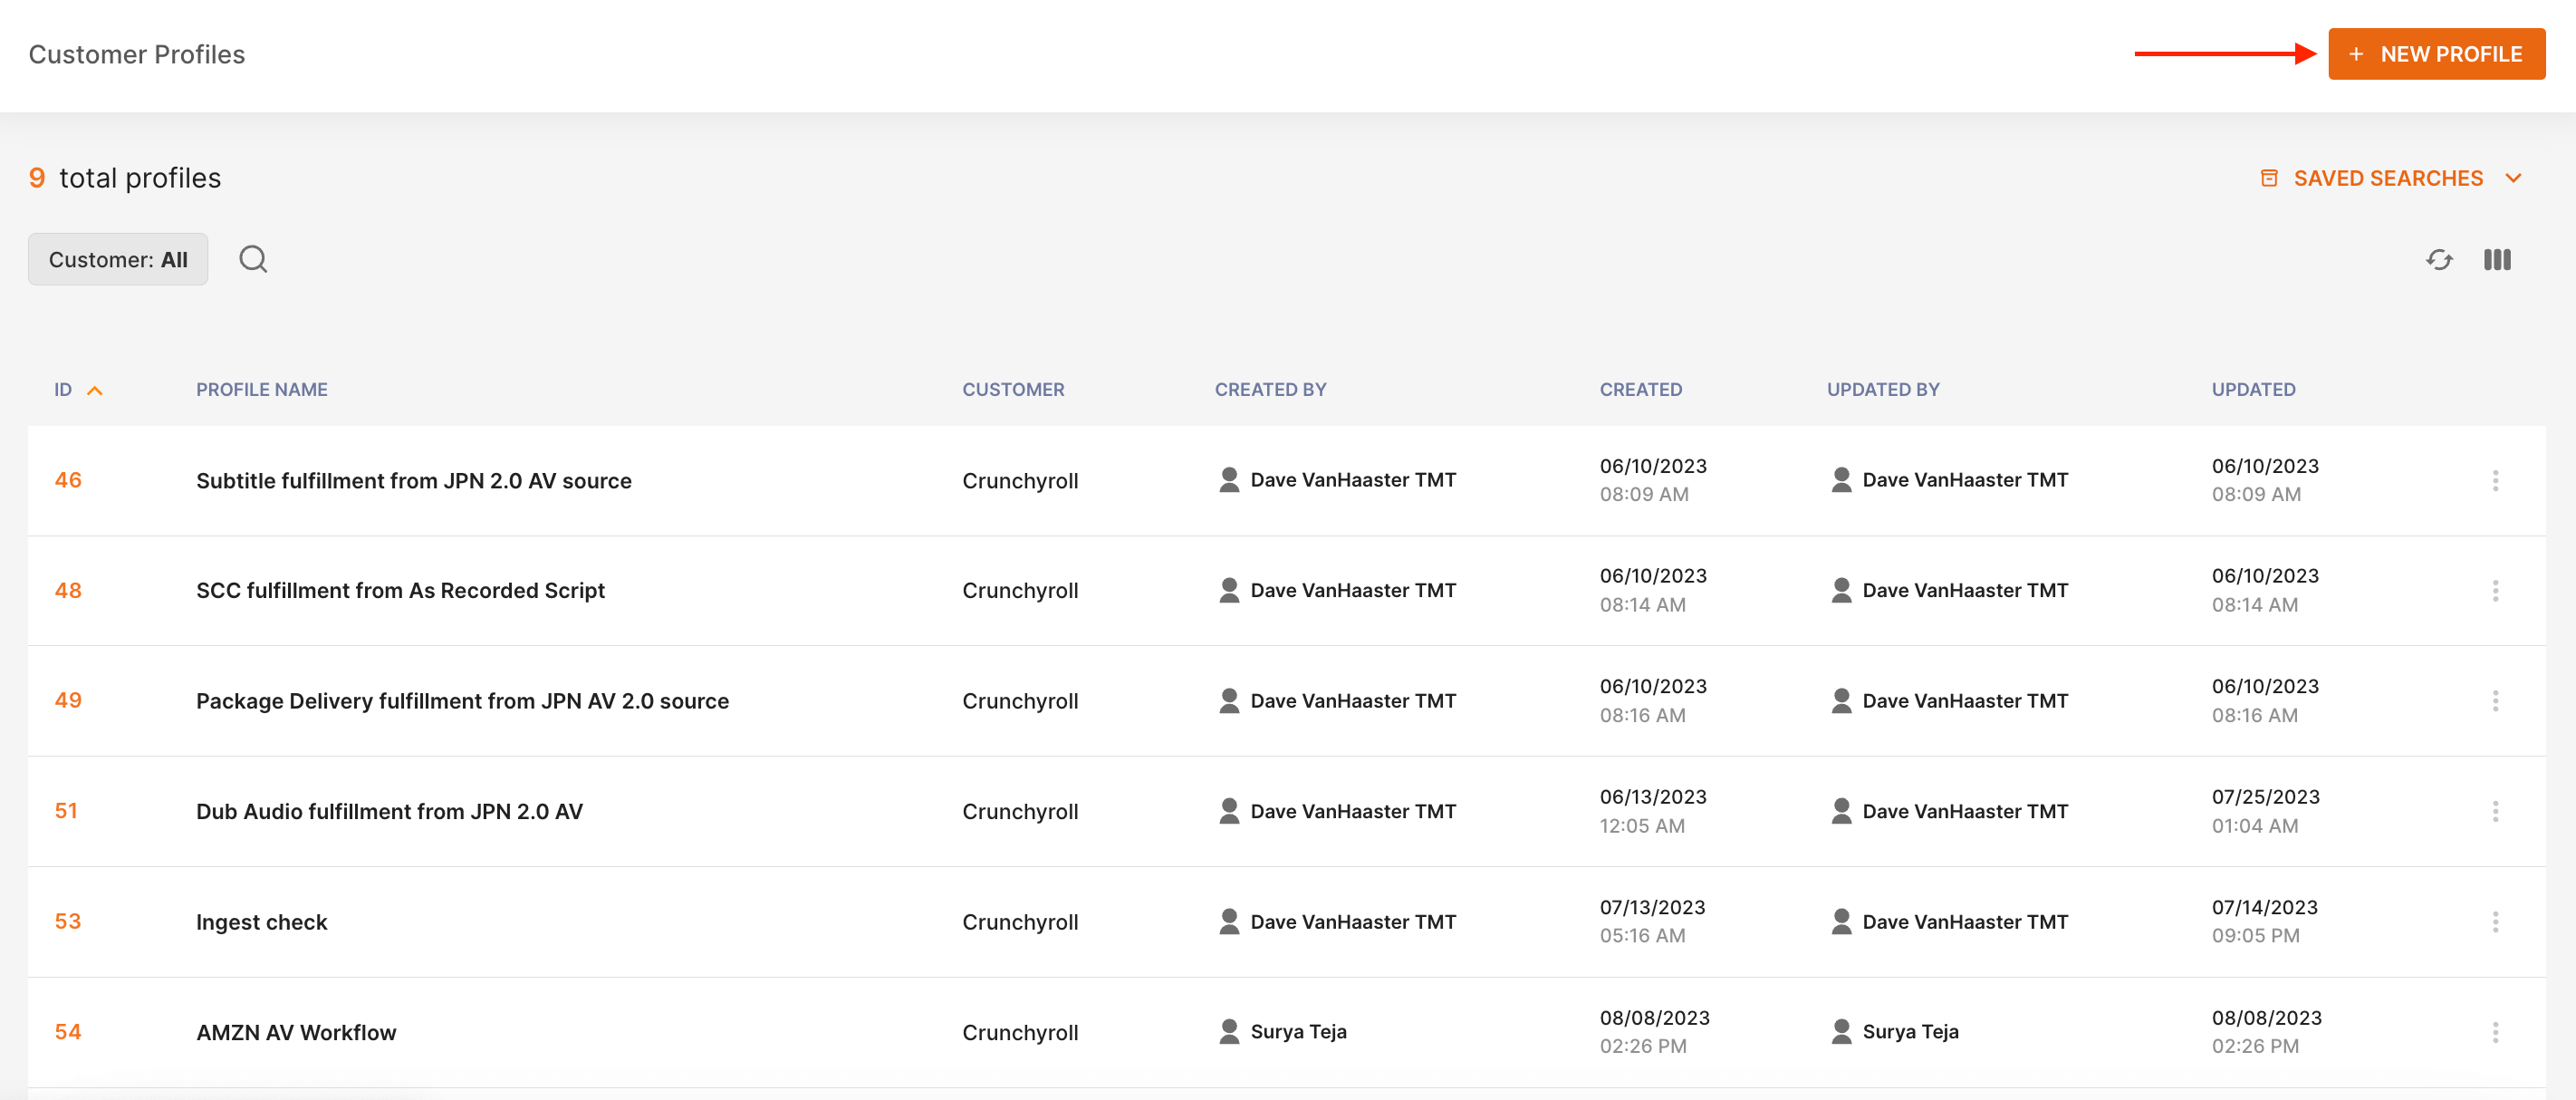 Customer Profiles
+ NEW PROFILE
9 total profiles
SAVED SEARCHES
Customer: All
ID PROFILE NAME CUSTOMER CREATED BY CREATED UPDATED BY UPDATED
46 Subtitle fulfillment from JPN 2.0 AV source Crunchyroll Dave VanHaaster TMT 06/10/2023 Dave VanHaaster TMT 06/10/2023
08:09 AM 08:09 AM
48 SCC fulfillment from As Recorded Script Crunchyroll Dave VanHaaster TMT 06/10/2023 Dave VanHaaster TMT 06/10/2023
08:14 AM 08:14 AM
49 Package Delivery fulfillment from JPN AV 2.0 source Crunchyroll Dave VanHaaster TMT 06/10/2023 Dave VanHaaster TMT 06/10/2023
08:16 AM 08:16 AM
51 Dub Audio fulfillment from JPN 2.0 AV Crunchyroll Dave VanHaaster TMT 06/13/2023 Dave VanHaaster TMT 07/25/2023
12:05 AM 01:04 AM
53 Ingest check Crunchyroll Dave VanHaaster TMT 07/13/2023 Dave VanHaaster TMT 07/14/2023
05:16 AM 09:05 PM
54 AMZN AV Workflow Crunchyroll Surya Teja 08/08/2023 Surya Teja 08/08/2023
02:26 PM 02:26 PM